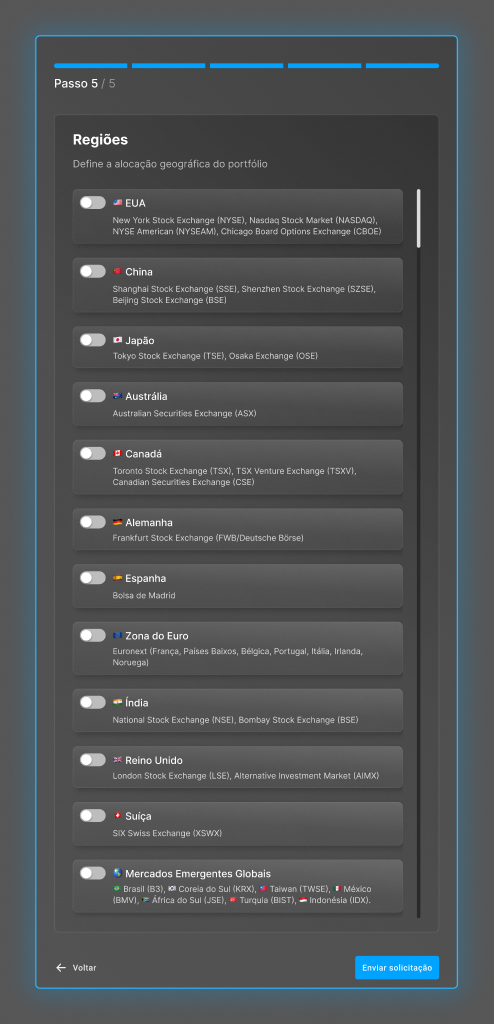 Passo 5 / 5
Regiões
Define a alocação geográfica do portfólio
EUA
New York Stock Exchange (NYSE), Nasdaq Stock Market (NASDAQ),
NYSE American (NYSEAM), Chicago Board Options Exchange (CBOE)
China
Shanghai Stock Exchange (SSE), Shenzhen Stock Exchange (SZSE),
Beijing Stock Exchange (BSE)
Japão
Tokyo Stock Exchange (TSE), Osaka Exchange (OSE)
Austrália
Australian Securities Exchange (ASX)
Canadá
Toronto Stock Exchange (TSX), TSX Venture Exchange (TSXV),
Canadian Securities Exchange (CSE)
Alemanha
Frankfurt Stock Exchange (FWB/Deutsche Börse)
Espanha
Bolsa de Madrid
Zona do Euro
Euronext (França, Países Baixos, Bélgica, Portugal, Itália, Irlanda,
Noruega)
Índia
National Stock Exchange (NSE), Bombay Stock Exchange (BSE)
Reino Unido
London Stock Exchange (LSE), Alternative Investment Market (AIMX)
Suíça
SIX Swiss Exchange (XSWX)
Mercados Emergentes Globais
Brasil (B3), Coreia do Sul (KRX), Taiwan (TWSE), México
(BMV), África do Sul (JSE), Turquia (BIST), Indonésia (IDX).
Voltar
Enviar solicitação